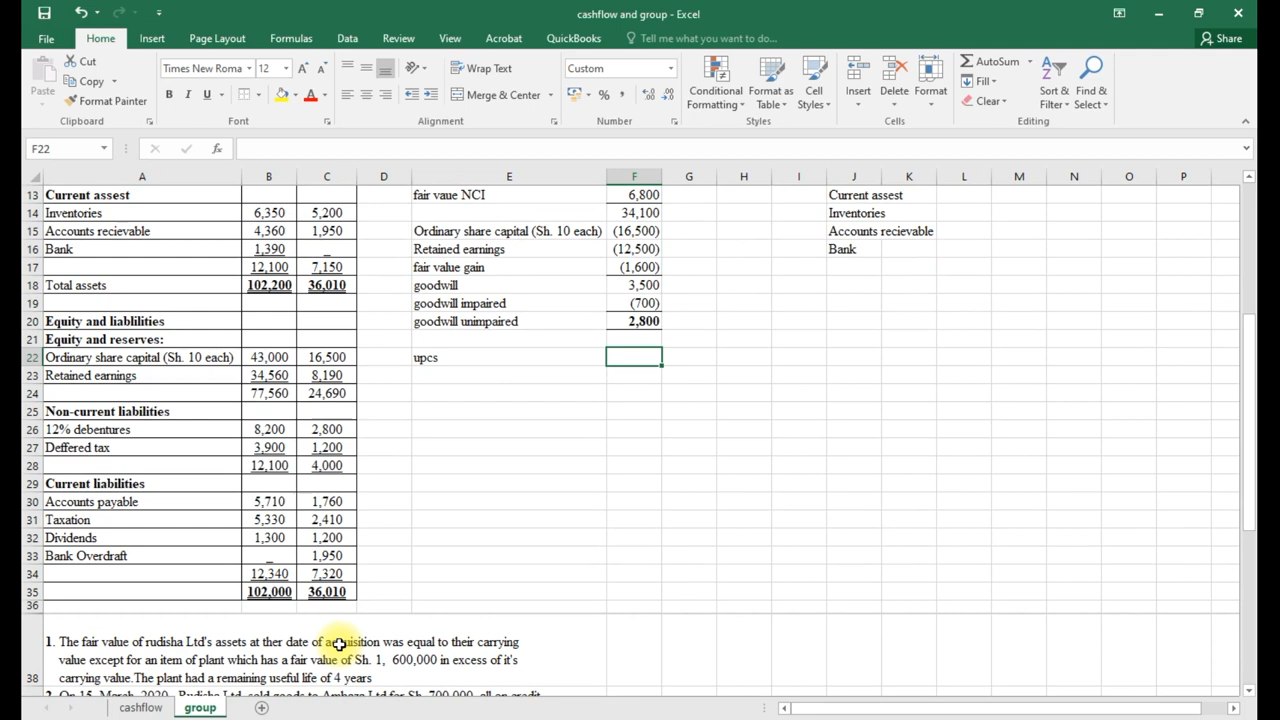 cashflow and group - Excel
File Home Insert Page Layout Formulas Data Review View Acrobat QuickBooks Tell me what you want to do... Share
Paste Cut Copy Format Painter Clipboard
Times New Roma 12 B I U A Font
Wrap Text Merge & Center Alignment
Custom % Number
Conditional Formatting Format as Table Cell Styles Styles
Insert Delete Format Cells
AutoSum Fill Clear Sort & Filter Find & Select Editing
F22 fx
A B C D E F G H I J K L M N O P
13 Current assest fair vaue NCI 6,800 Current assest
14 Inventories 6,350 5,200 34,100 Inventories
15 Accounts recievable 4,360 1,950 Ordinary share capital (Sh. 10 each) (16,500) Accounts recievable
16 Bank 1,390 _ Retained earnings (12,500) Bank
17 12,100 7,150 fair value gain (1,600)
18 Total assets 102,200 36,010 goodwill 3,500
19 goodwill impaired (700)
20 Equity and liablilities goodwill unimpaired 2,800
21 Equity and reserves:
22 Ordinary share capital (Sh. 10 each) 43,000 16,500 upcs
23 Retained earnings 34,560 8,190
24 77,560 24,690
25 Non-current liabilities
26 12% debentures 8,200 2,800
27 Deffered tax 3,900 1,200
28 12,100 4,000
29 Current liabilities
30 Accounts payable 5,710 1,760
31 Taxation 5,330 2,410
32 Dividends 1,300 1,200
33 Bank Overdraft _ 1,950
34 12,340 7,320
35 102,000 36,010
36
1. The fair value of rudisha Ltd's assets at ther date of acquisition was equal to their carrying
value except for an item of plant which has a fair value of Sh. 1, 600,000 in excess of it's
38 carrying value.The plant had a remaining useful life of 4 years
2. On 15, March, 2020, Rudisha Ltd, sold goods to Ambaza Ltd for Sh. 700,000, all on credit
cashflow group